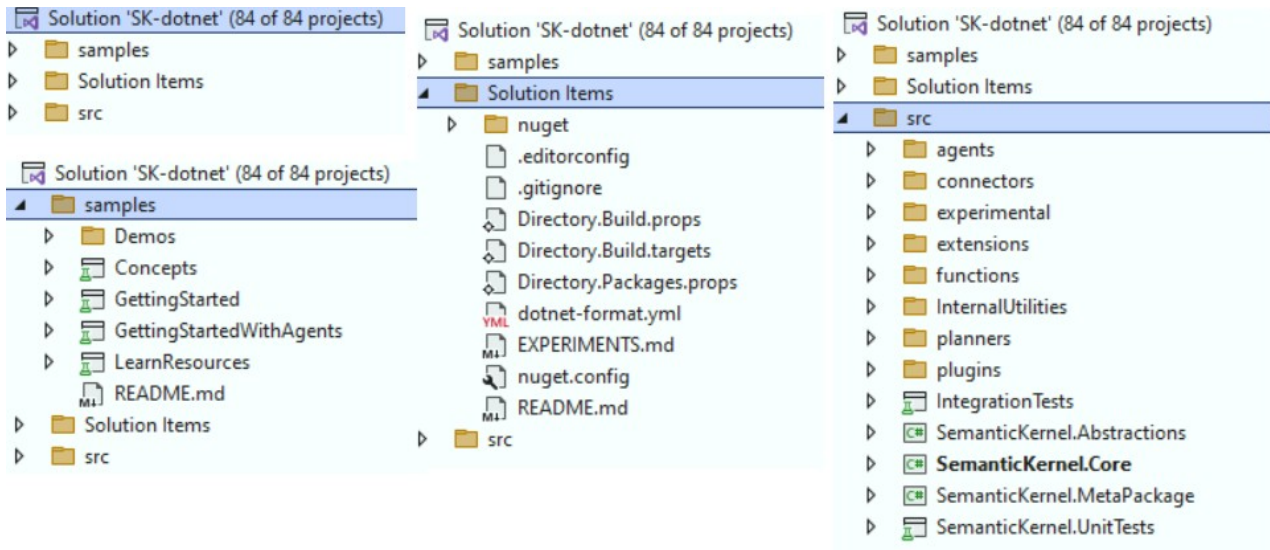 Solution 'SK-dotnet' (84 of 84 projects)
samples
Solution Items
src
Solution 'SK-dotnet' (84 of 84 projects)
samples
Demos
Concepts
GettingStarted
GettingStartedWithAgents
LearnResources
README.md
Solution Items
src
Solution 'SK-dotnet' (84 of 84 projects)
samples
Solution Items
nuget
.editorconfig
.gitignore
Directory.Build.props
Directory.Build.targets
Directory.Packages.props
dotnet-format.yml
EXPERIMENTS.md
nuget.config
README.md
src
Solution 'SK-dotnet' (84 of 84 projects)
samples
Solution Items
src
agents
connectors
experimental
extensions
functions
InternalUtilities
planners
plugins
IntegrationTests
SemanticKernel.Abstractions
SemanticKernel.Core
SemanticKernel.MetaPackage
SemanticKernel.UnitTests